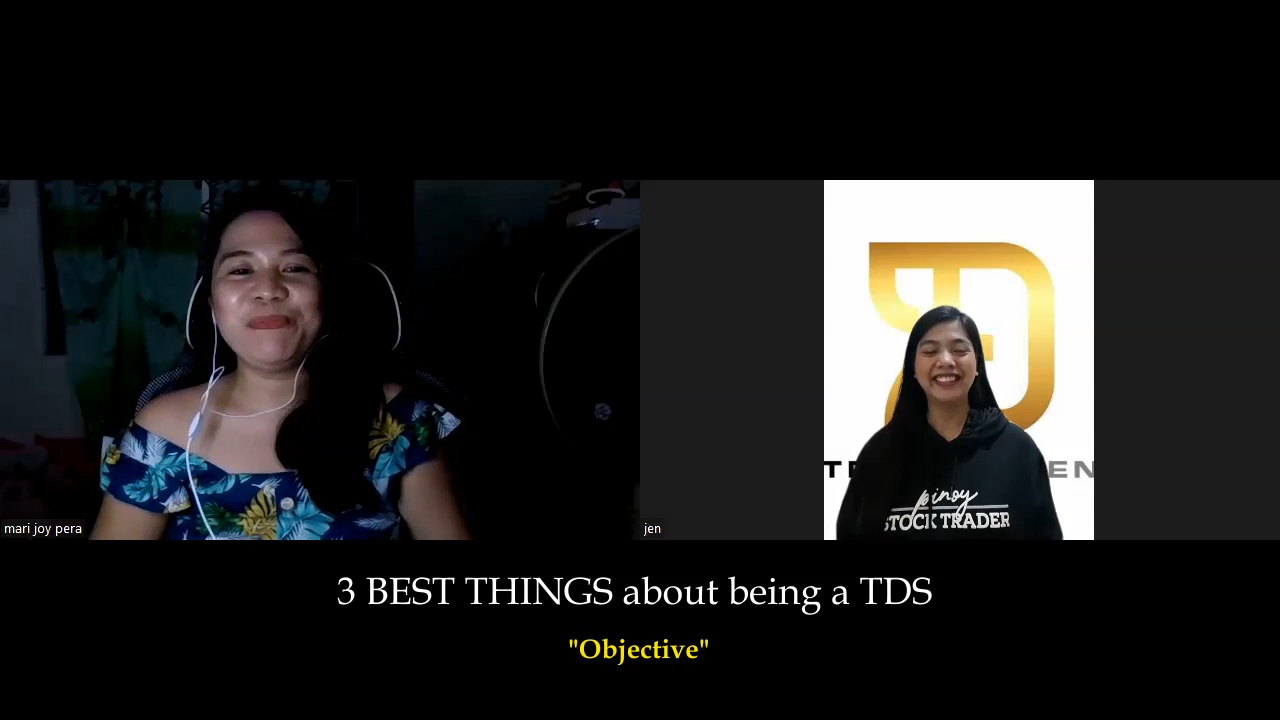 mari joy pera
jen
pinoy
STOCK TRADER
3 BEST THINGS about being a TDS
"Objective"